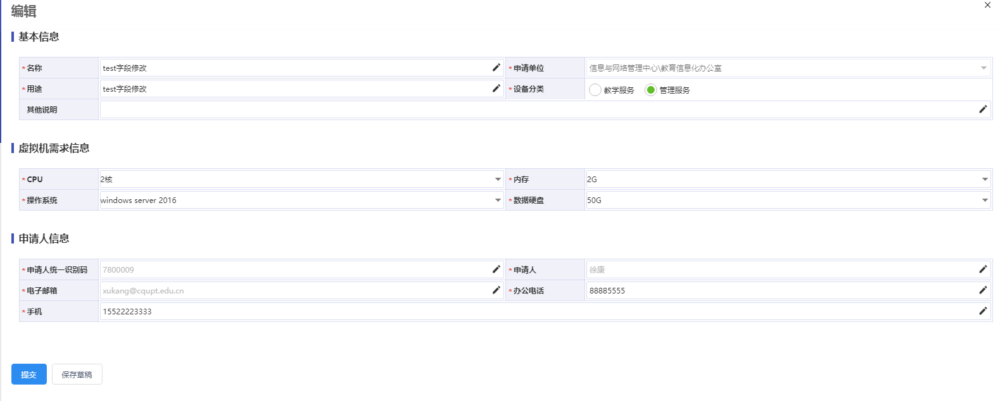 编辑
基本信息
*名称 test字段修改 *申请单位 信息与网络管理中心\教育信息化办公室
*用途 test字段修改 *设备分类 教学服务 管理服务
其他说明
虚拟机需求信息
*CPU 2核 *内存 2G
*操作系统 windows server 2016 *数据硬盘 50G
申请人信息
*申请人统一识别码 7800009 *申请人 徐康
*电子邮箱 xukang@cqupt.edu.cn *办公电话 88885555
*手机 15522223333
提交 保存草稿